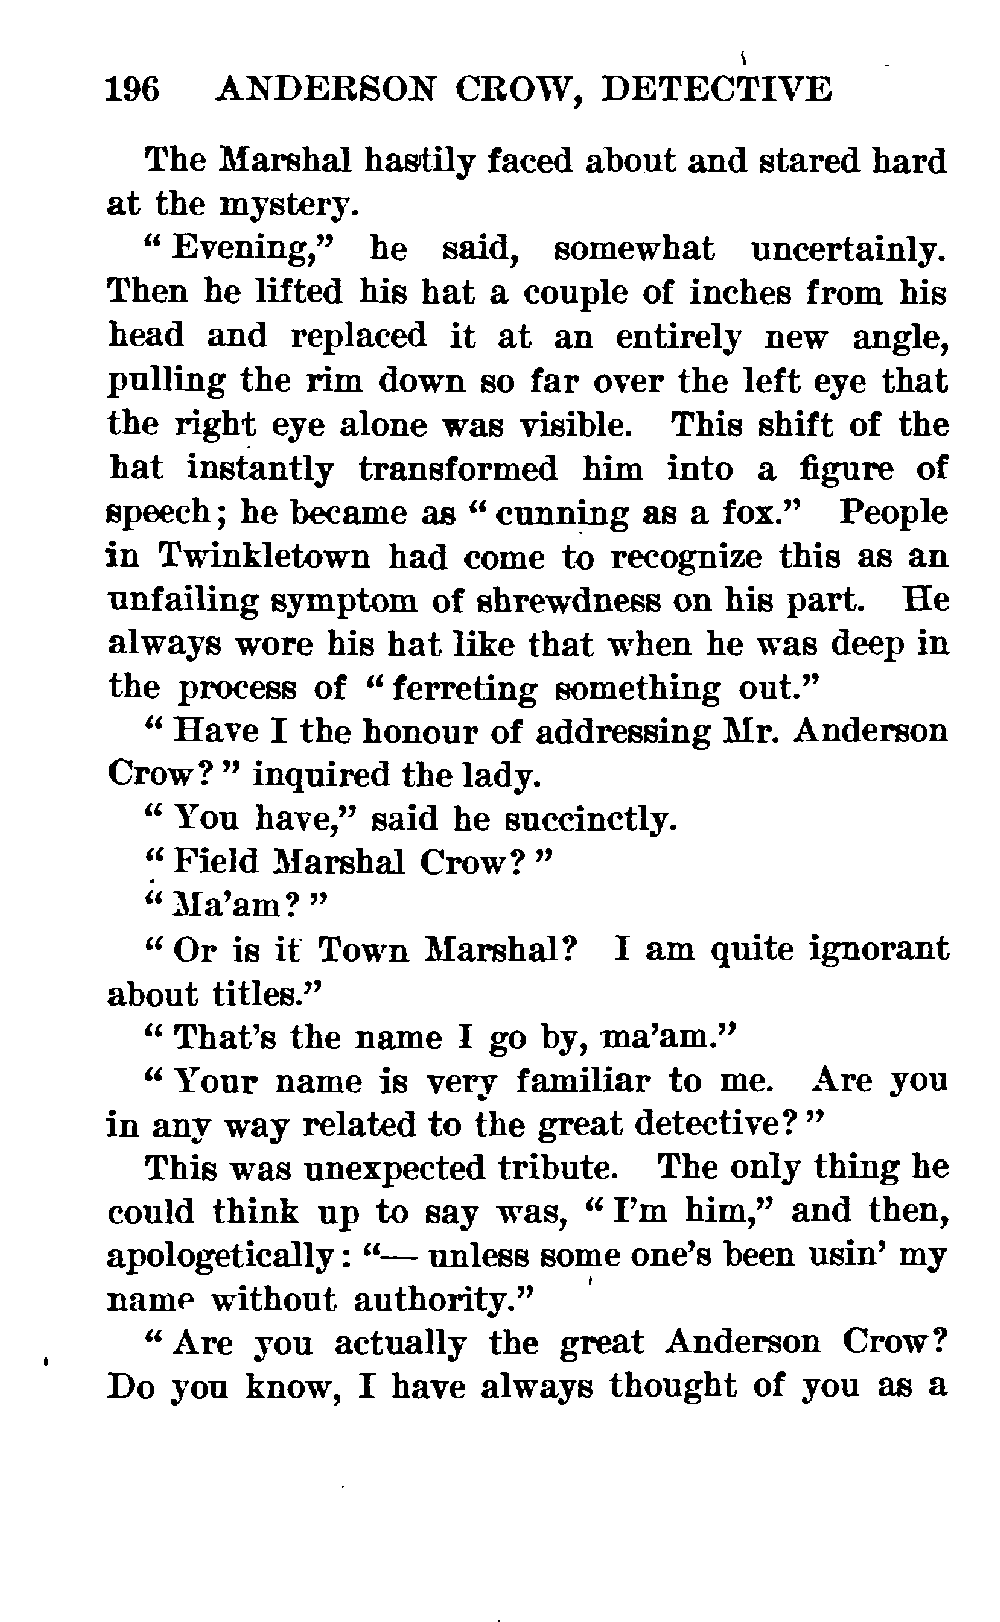 196 ANDERSON CROW, DETECTIVE
The Marshal hastily faced about and stared hard
at the mystery.
“ Evening,” he said, somewhat uncertainly.
Then he lifted his hat a couple of inches from his
head and replaced it at an entirely new angle,
pulling the rim down so far over the left eye that
the right eye alone was visible. This shift of the
hat instantly transformed him into a figure of
speech; he became as “ cunning as a fox.” People
in Twinkletown had come to recognize this as an
unfailing symptom of shrewdness on his part. He
always wore his hat like that when he was deep in
the process of “ ferreting something out.”
“ Have I the honour of addressing Mr. Anderson
Crow? ” inquired the lady.
“ You have,” said he succinctly.
“ Field Marshal Crow? ”
“ Ma’am? ”
“ Or is it Town Marshal? I am quite ignorant
about titles.”
“ That’s the name I go by, ma’am.”
“ Your name is very familiar to me. Are you
in any way related to the great detective? ”
This was unexpected tribute. The only thing he
could think up to say was, “ I’m him,” and then,
apologetically: “— unless some one’s been usin’ my
name without authority.”
“ Are you actually the great Anderson Crow?
Do you know, I have always thought of you as a